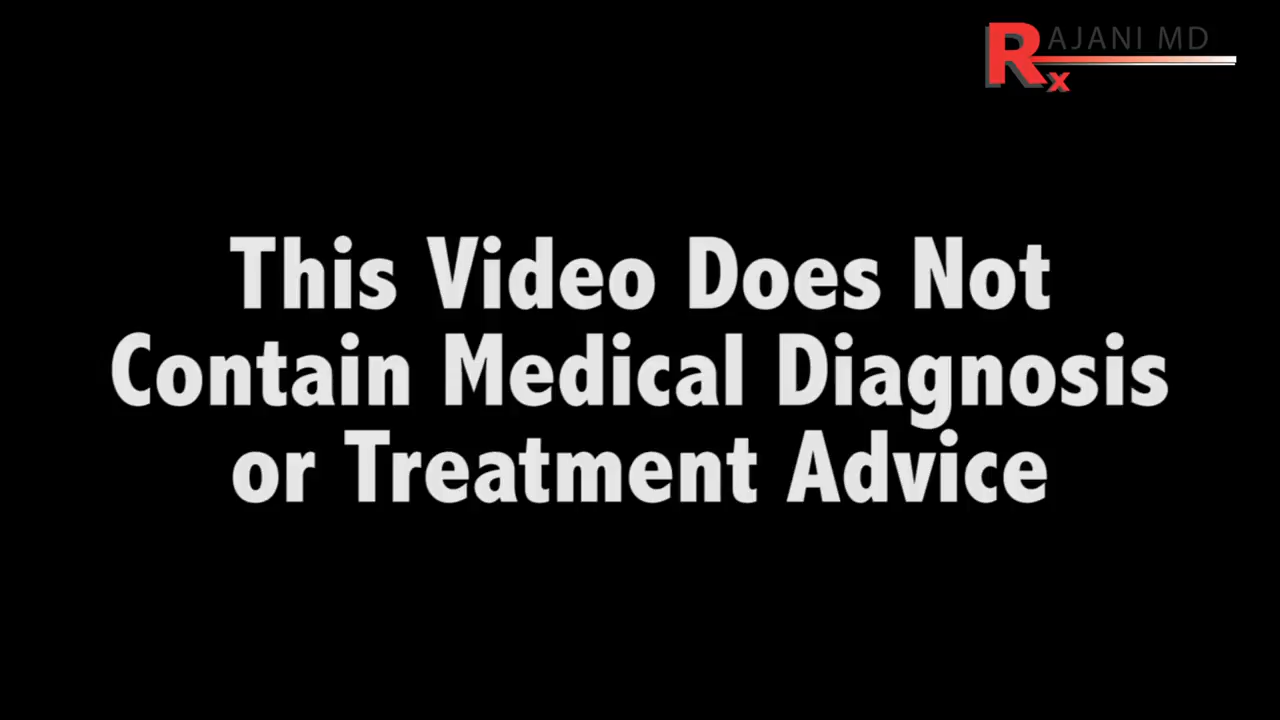 RAJANI MD
Rx
This Video Does Not
Contain Medical Diagnosis
or Treatment Advice